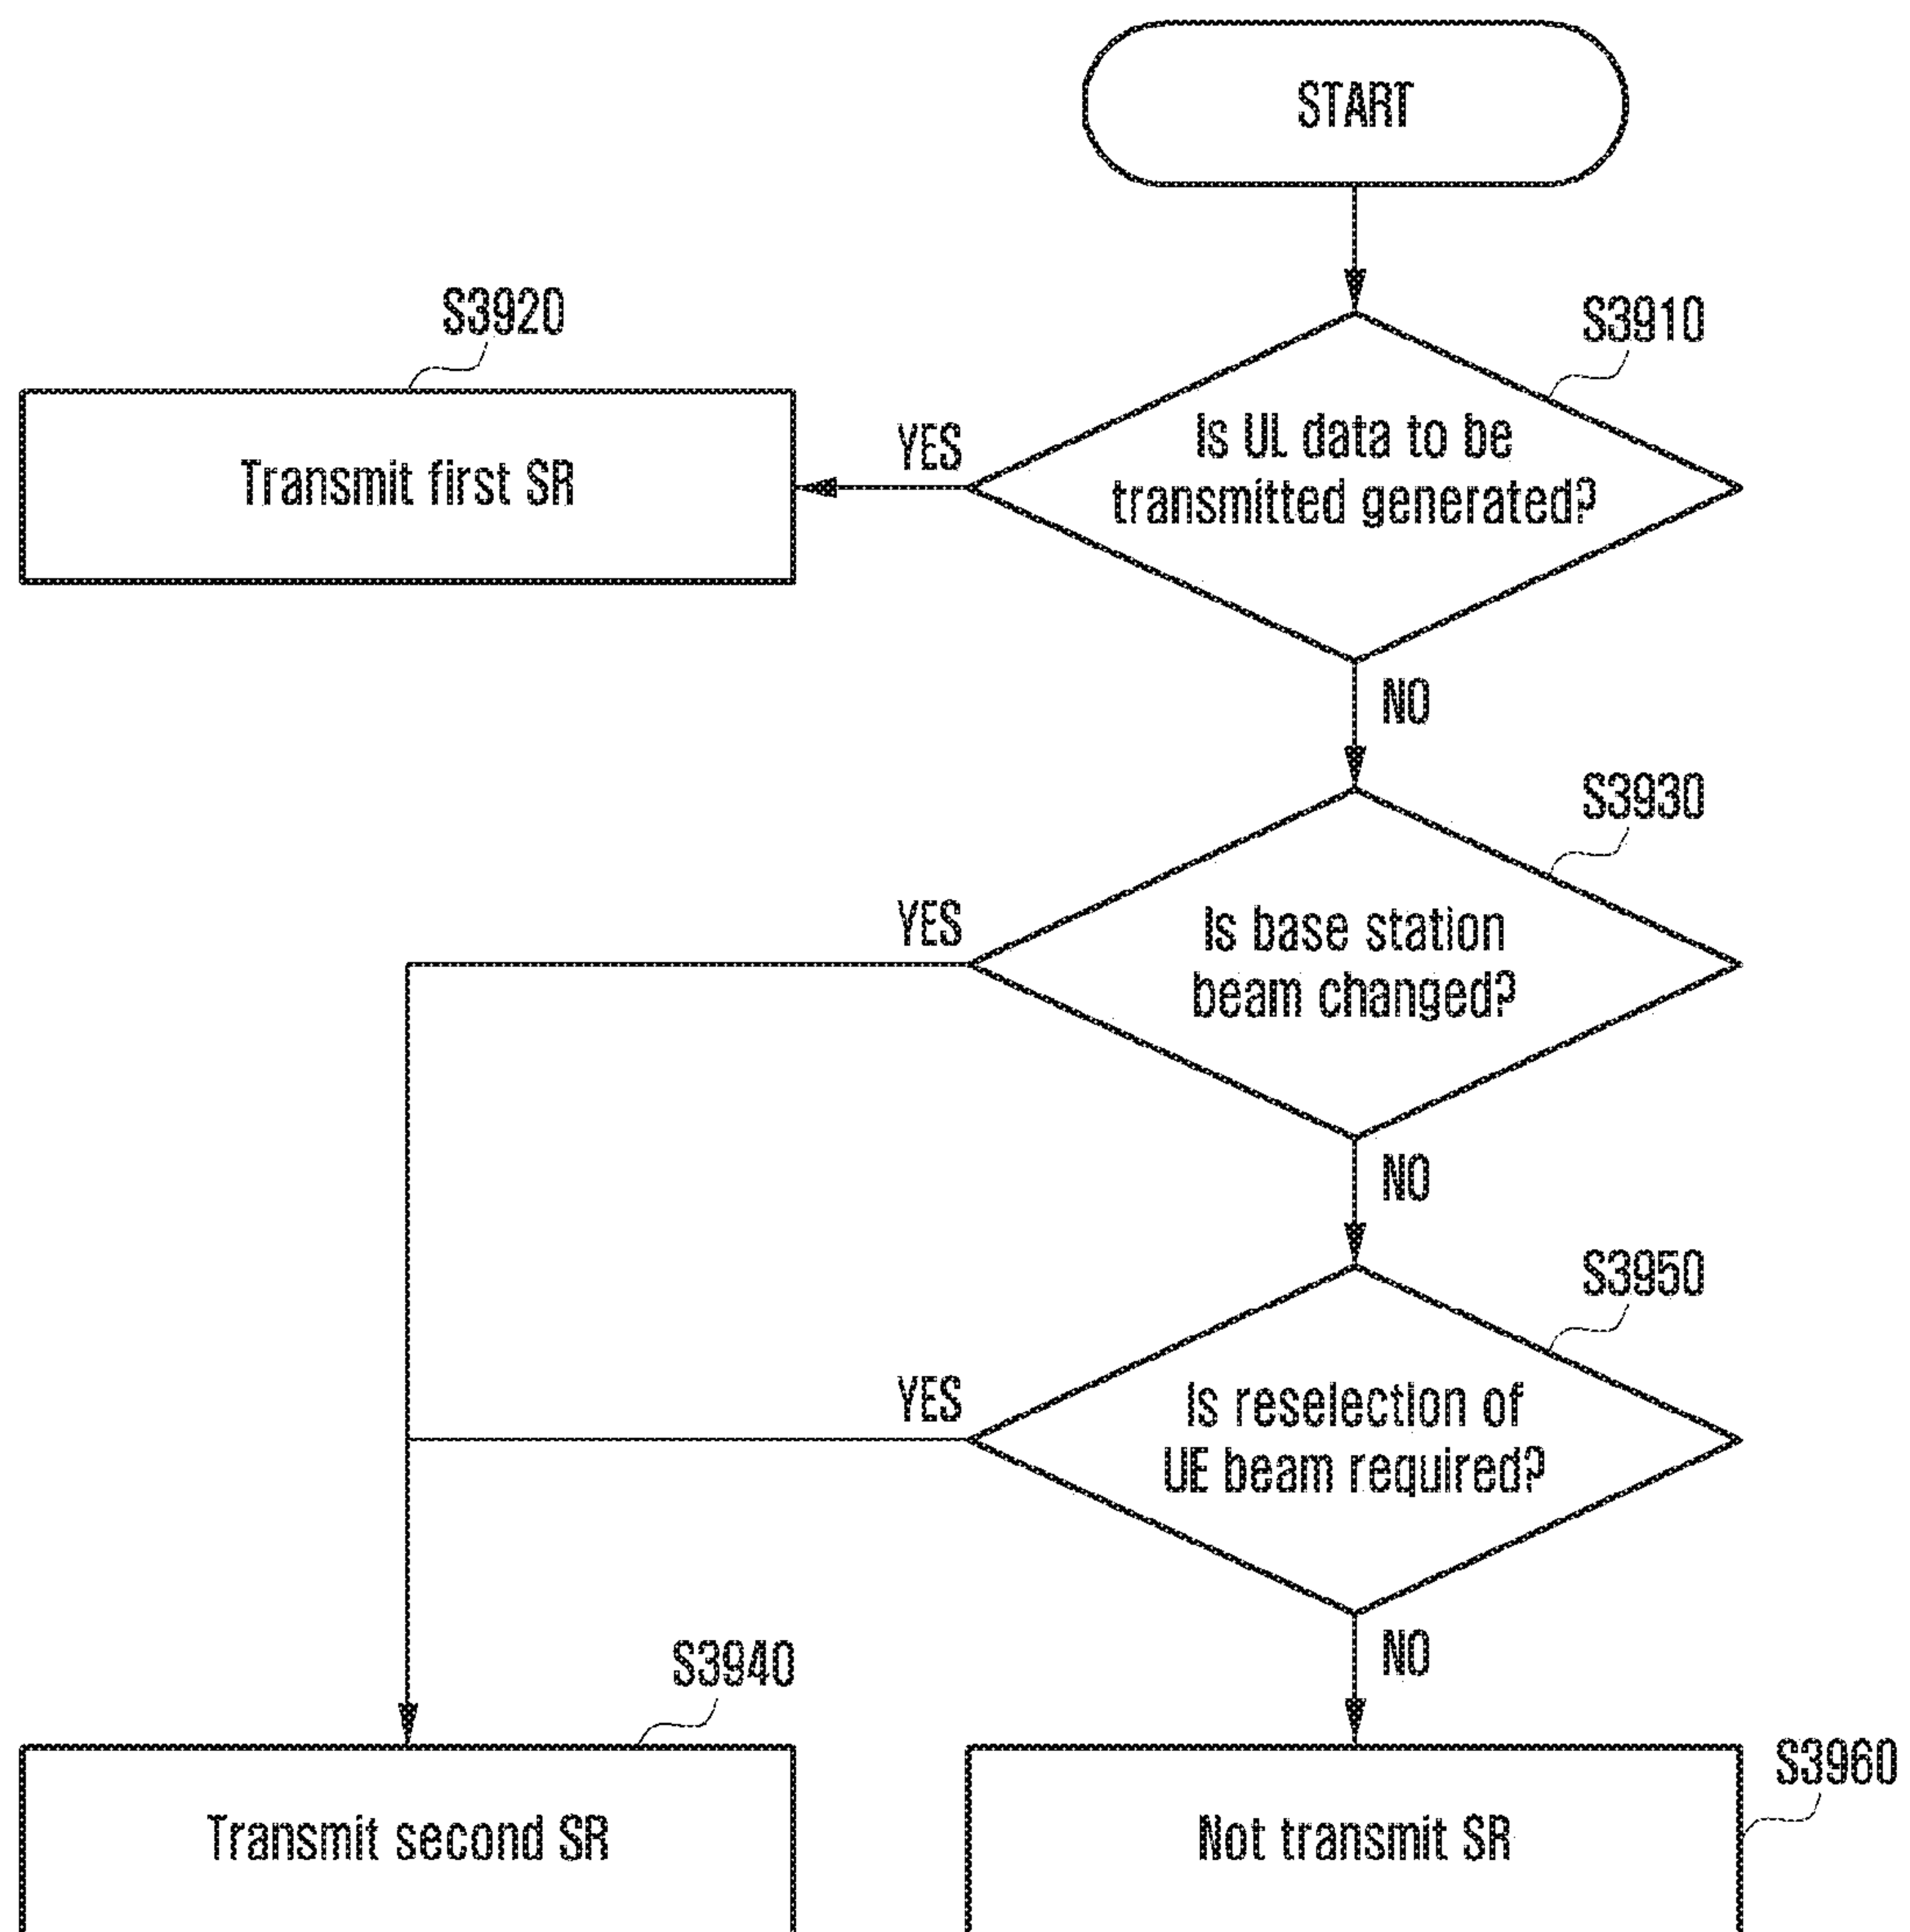 START
S3920
S3910
YES
Is UL data to be
transmitted generated?
Transmit first SR
NO
S3930
YES
Is base station
beam changed?
NO
S3950
YES
Is reselection of
UE beam required?
NO
S3940
S3960
Transmit second SR
Not transmit SR